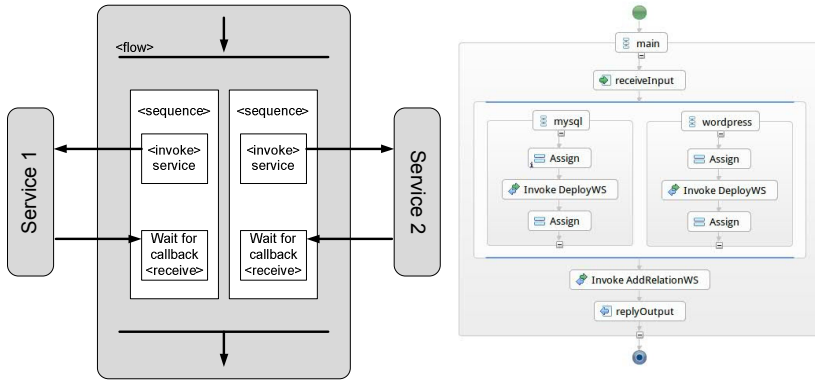 <flow>
<sequence>
<invoke>
service
Wait for
callback
<receive>
<sequence>
<invoke>
service
Wait for
callback
<receive>
Service 1
Service 2
main
receiveInput
mysql
Assign
Invoke DeployWS
Assign
wordpress
Assign
Invoke DeployWS
Assign
Invoke AddRelationWS
replyOutput